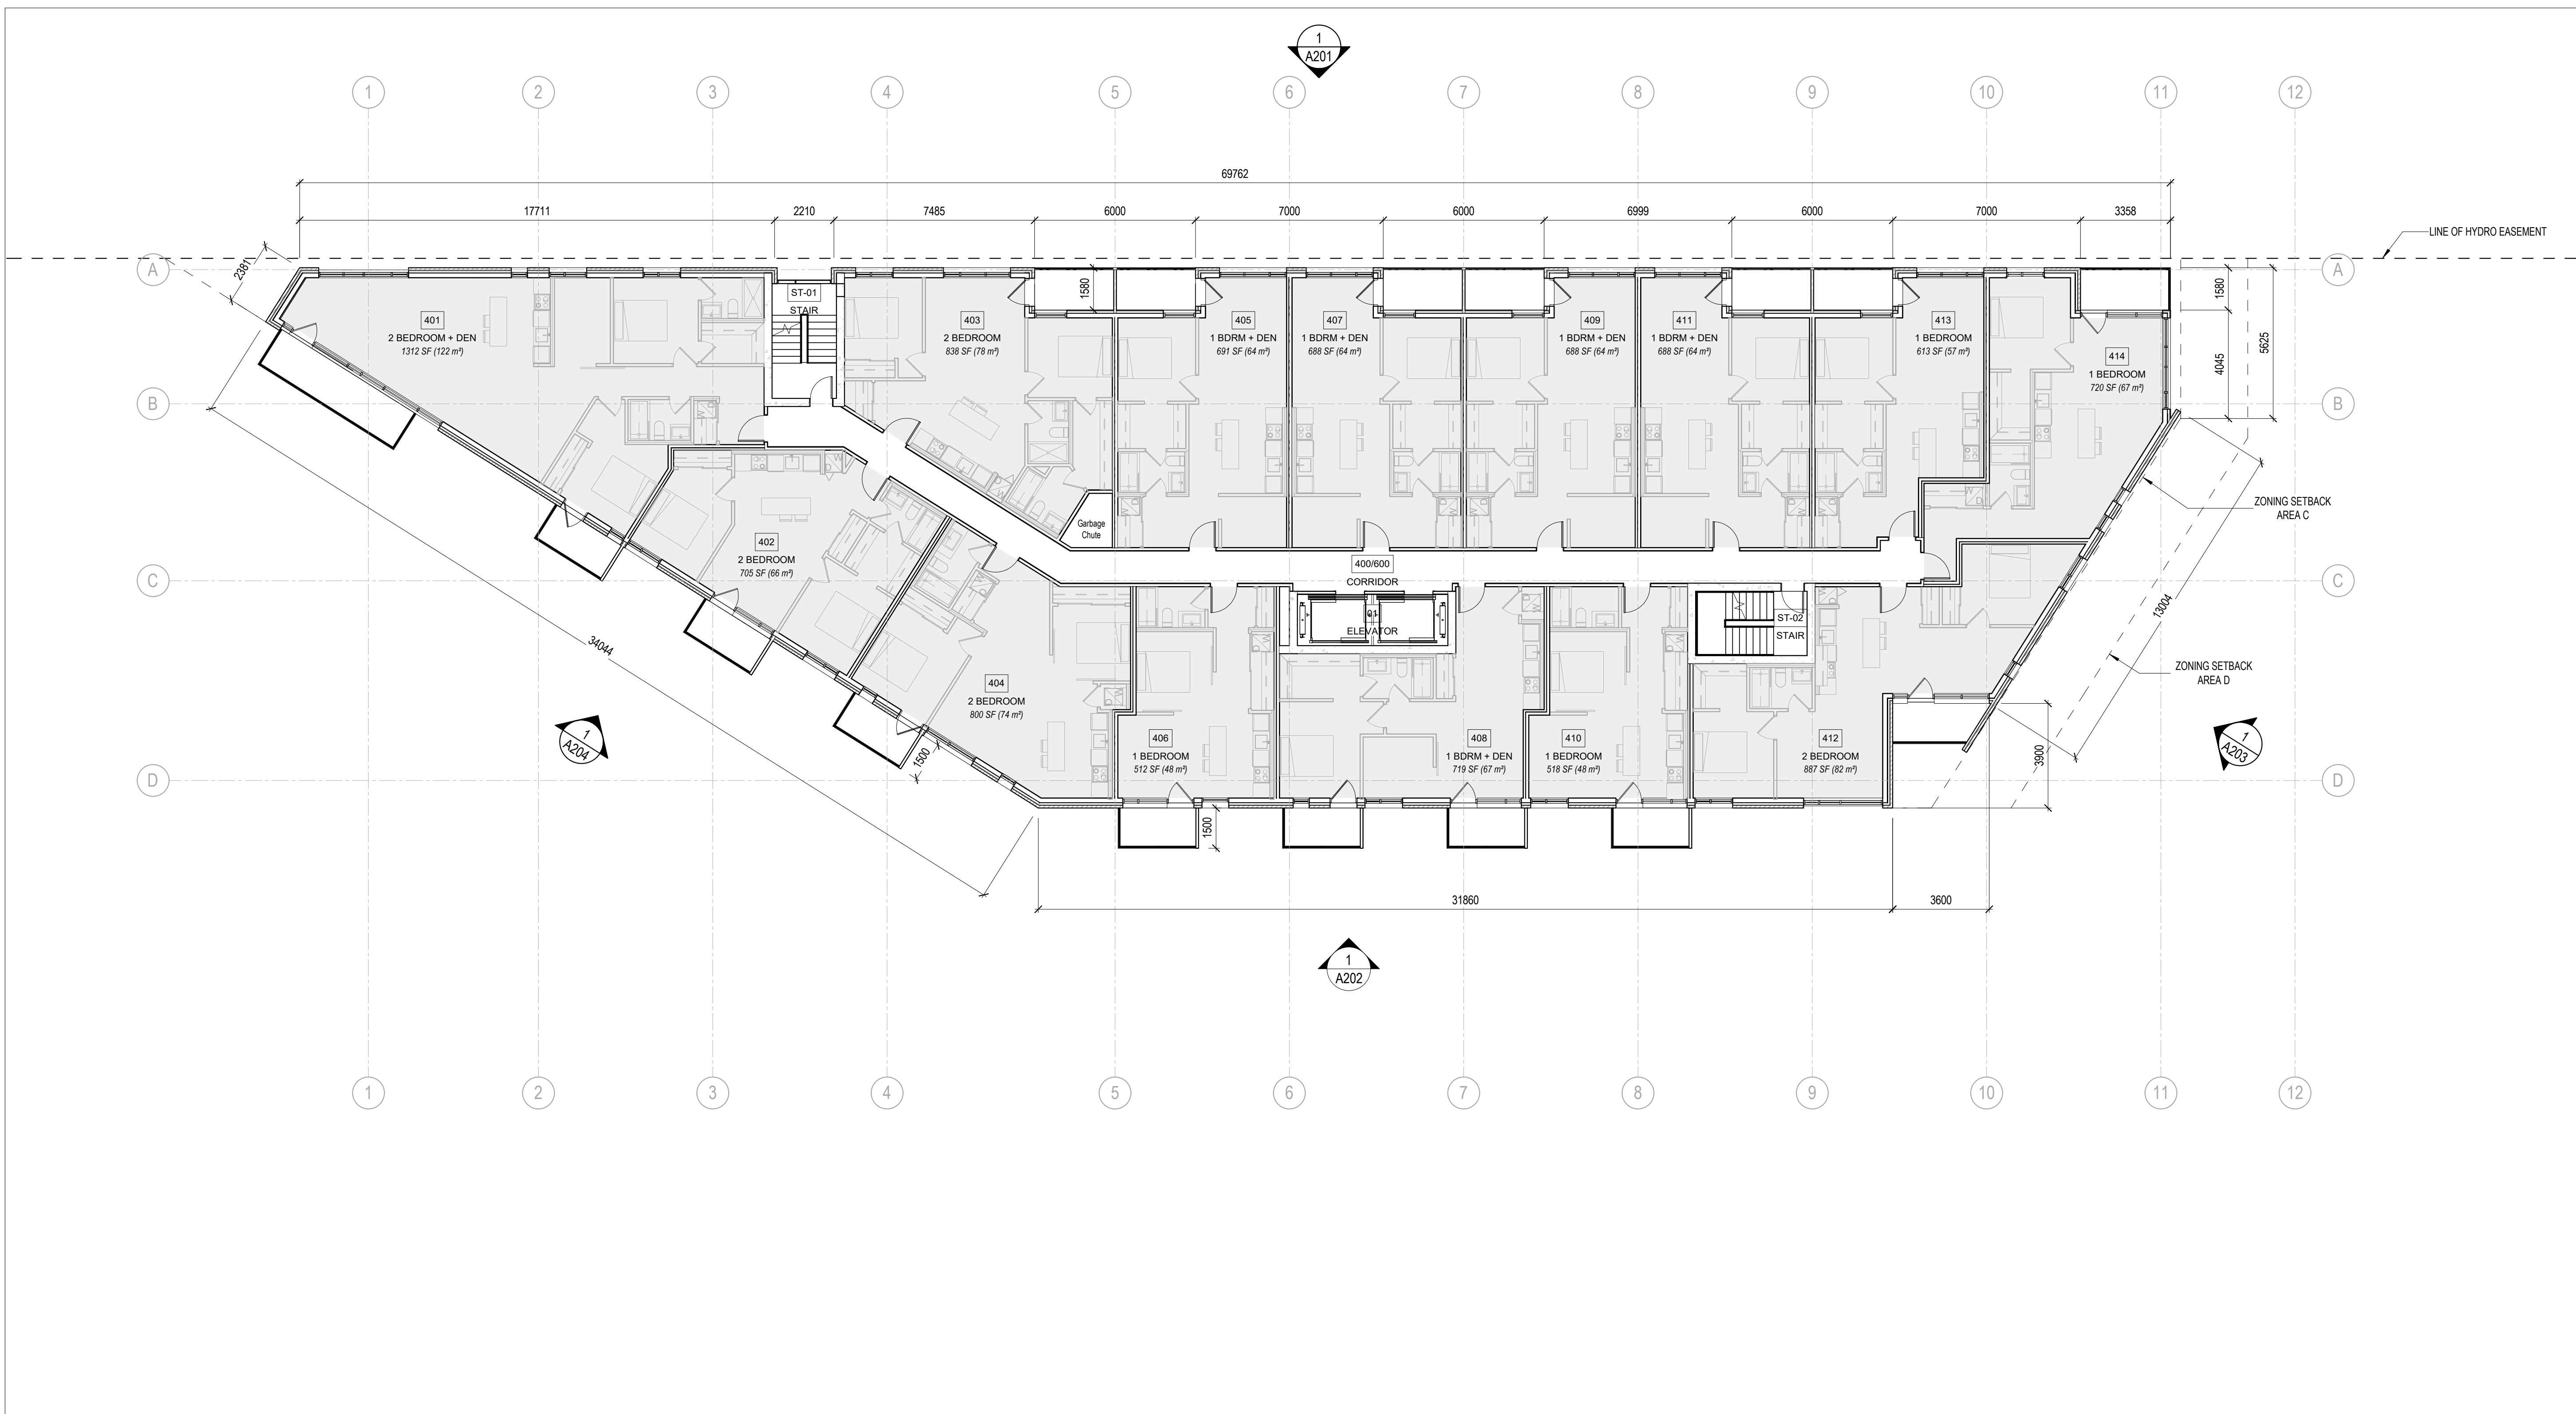 1
A201
1 2 3 4 5 6 7 8 9 10 11 12
69762
17711 2210 7485 6000 7000 6000 6999 6000 7000 3358
LINE OF HYDRO EASEMENT
A
A
2381
1580
1580
5625
4045
ST-01
STAIR
401
2 BEDROOM + DEN
1312 SF (122 m²)
403
2 BEDROOM
838 SF (78 m²)
405
1 BDRM + DEN
691 SF (64 m²)
407
1 BDRM + DEN
688 SF (64 m²)
409
1 BDRM + DEN
688 SF (64 m²)
411
1 BDRM + DEN
688 SF (64 m²)
413
1 BEDROOM
613 SF (57 m²)
414
1 BEDROOM
720 SF (67 m²)
B
B
ZONING SETBACK
AREA C
Garbage
Chute
402
2 BEDROOM
705 SF (66 m²)
400/600
CORRIDOR
C
C
01
ELEVATOR
ST-02
STAIR
13004
34044
ZONING SETBACK
AREA D
404
2 BEDROOM
800 SF (74 m²)
406
1 BEDROOM
512 SF (48 m²)
408
1 BDRM + DEN
719 SF (67 m²)
410
1 BEDROOM
518 SF (48 m²)
412
2 BEDROOM
887 SF (82 m²)
1
A204
1
A203
1500
3900
D
D
1500
31860 3600
1
A202
1 2 3 4 5 6 7 8 9 10 11 12